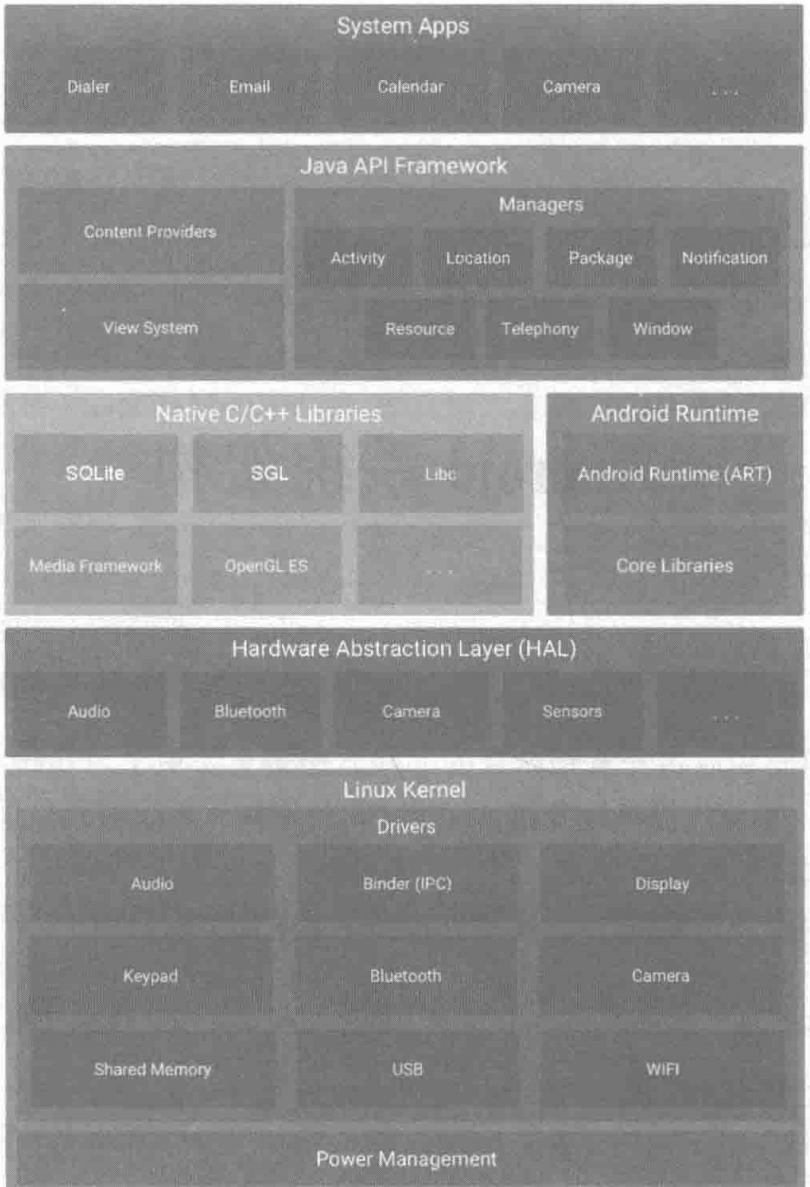 System Apps
Dialer Email Calendar Camera ...
Java API Framework
Content Providers
Managers
Activity Location Package Notification
View System
Resource Telephony Window
Native C/C++ Libraries
SQLite SGL Libc
Media Framework OpenGL ES ...
Android Runtime
Android Runtime (ART)
Core Libraries
Hardware Abstraction Layer (HAL)
Audio Bluetooth Camera Sensors ...
Linux Kernel
Drivers
Audio Binder (IPC) Display
Keypad Bluetooth Camera
Shared Memory USB WIFI
Power Management